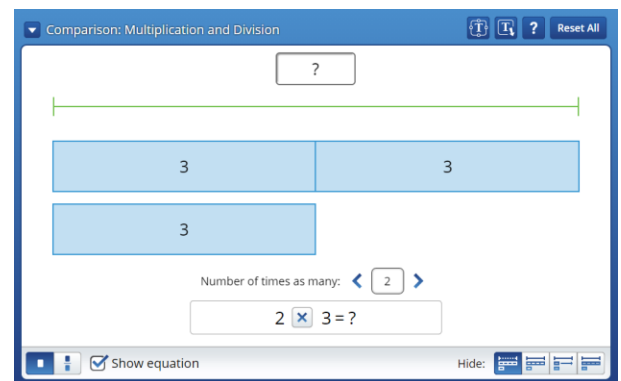 Comparison: Multiplication and Division T T ? Reset All
?
3 3
3
Number of times as many: 2
2 × 3 = ?
Show equation Hide: